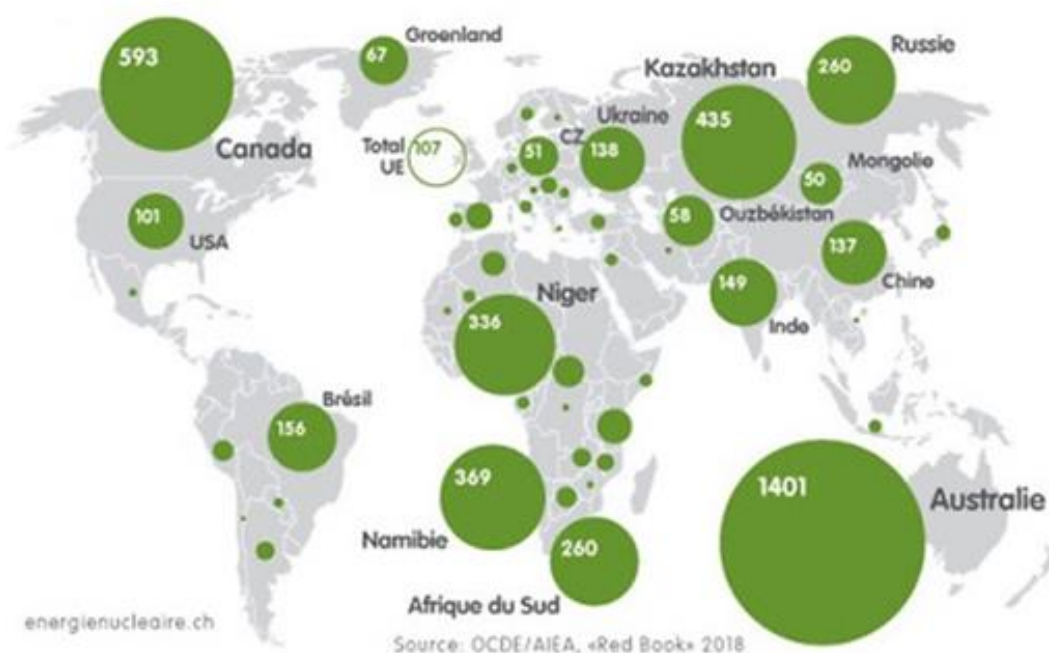 593
Canada
67
Groenland
Russie
260
Kazakhstan
435
Ukraine
138
CZ
51
Total
UE
107
Mongolie
50
101
USA
58
Ouzbékistan
137
Chine
149
Inde
Niger
336
Brésil
156
369
Namibie
260
Afrique du Sud
1401
Australie
energienucleaire.ch
Source: OCDE/AIEA, «Red Book» 2018